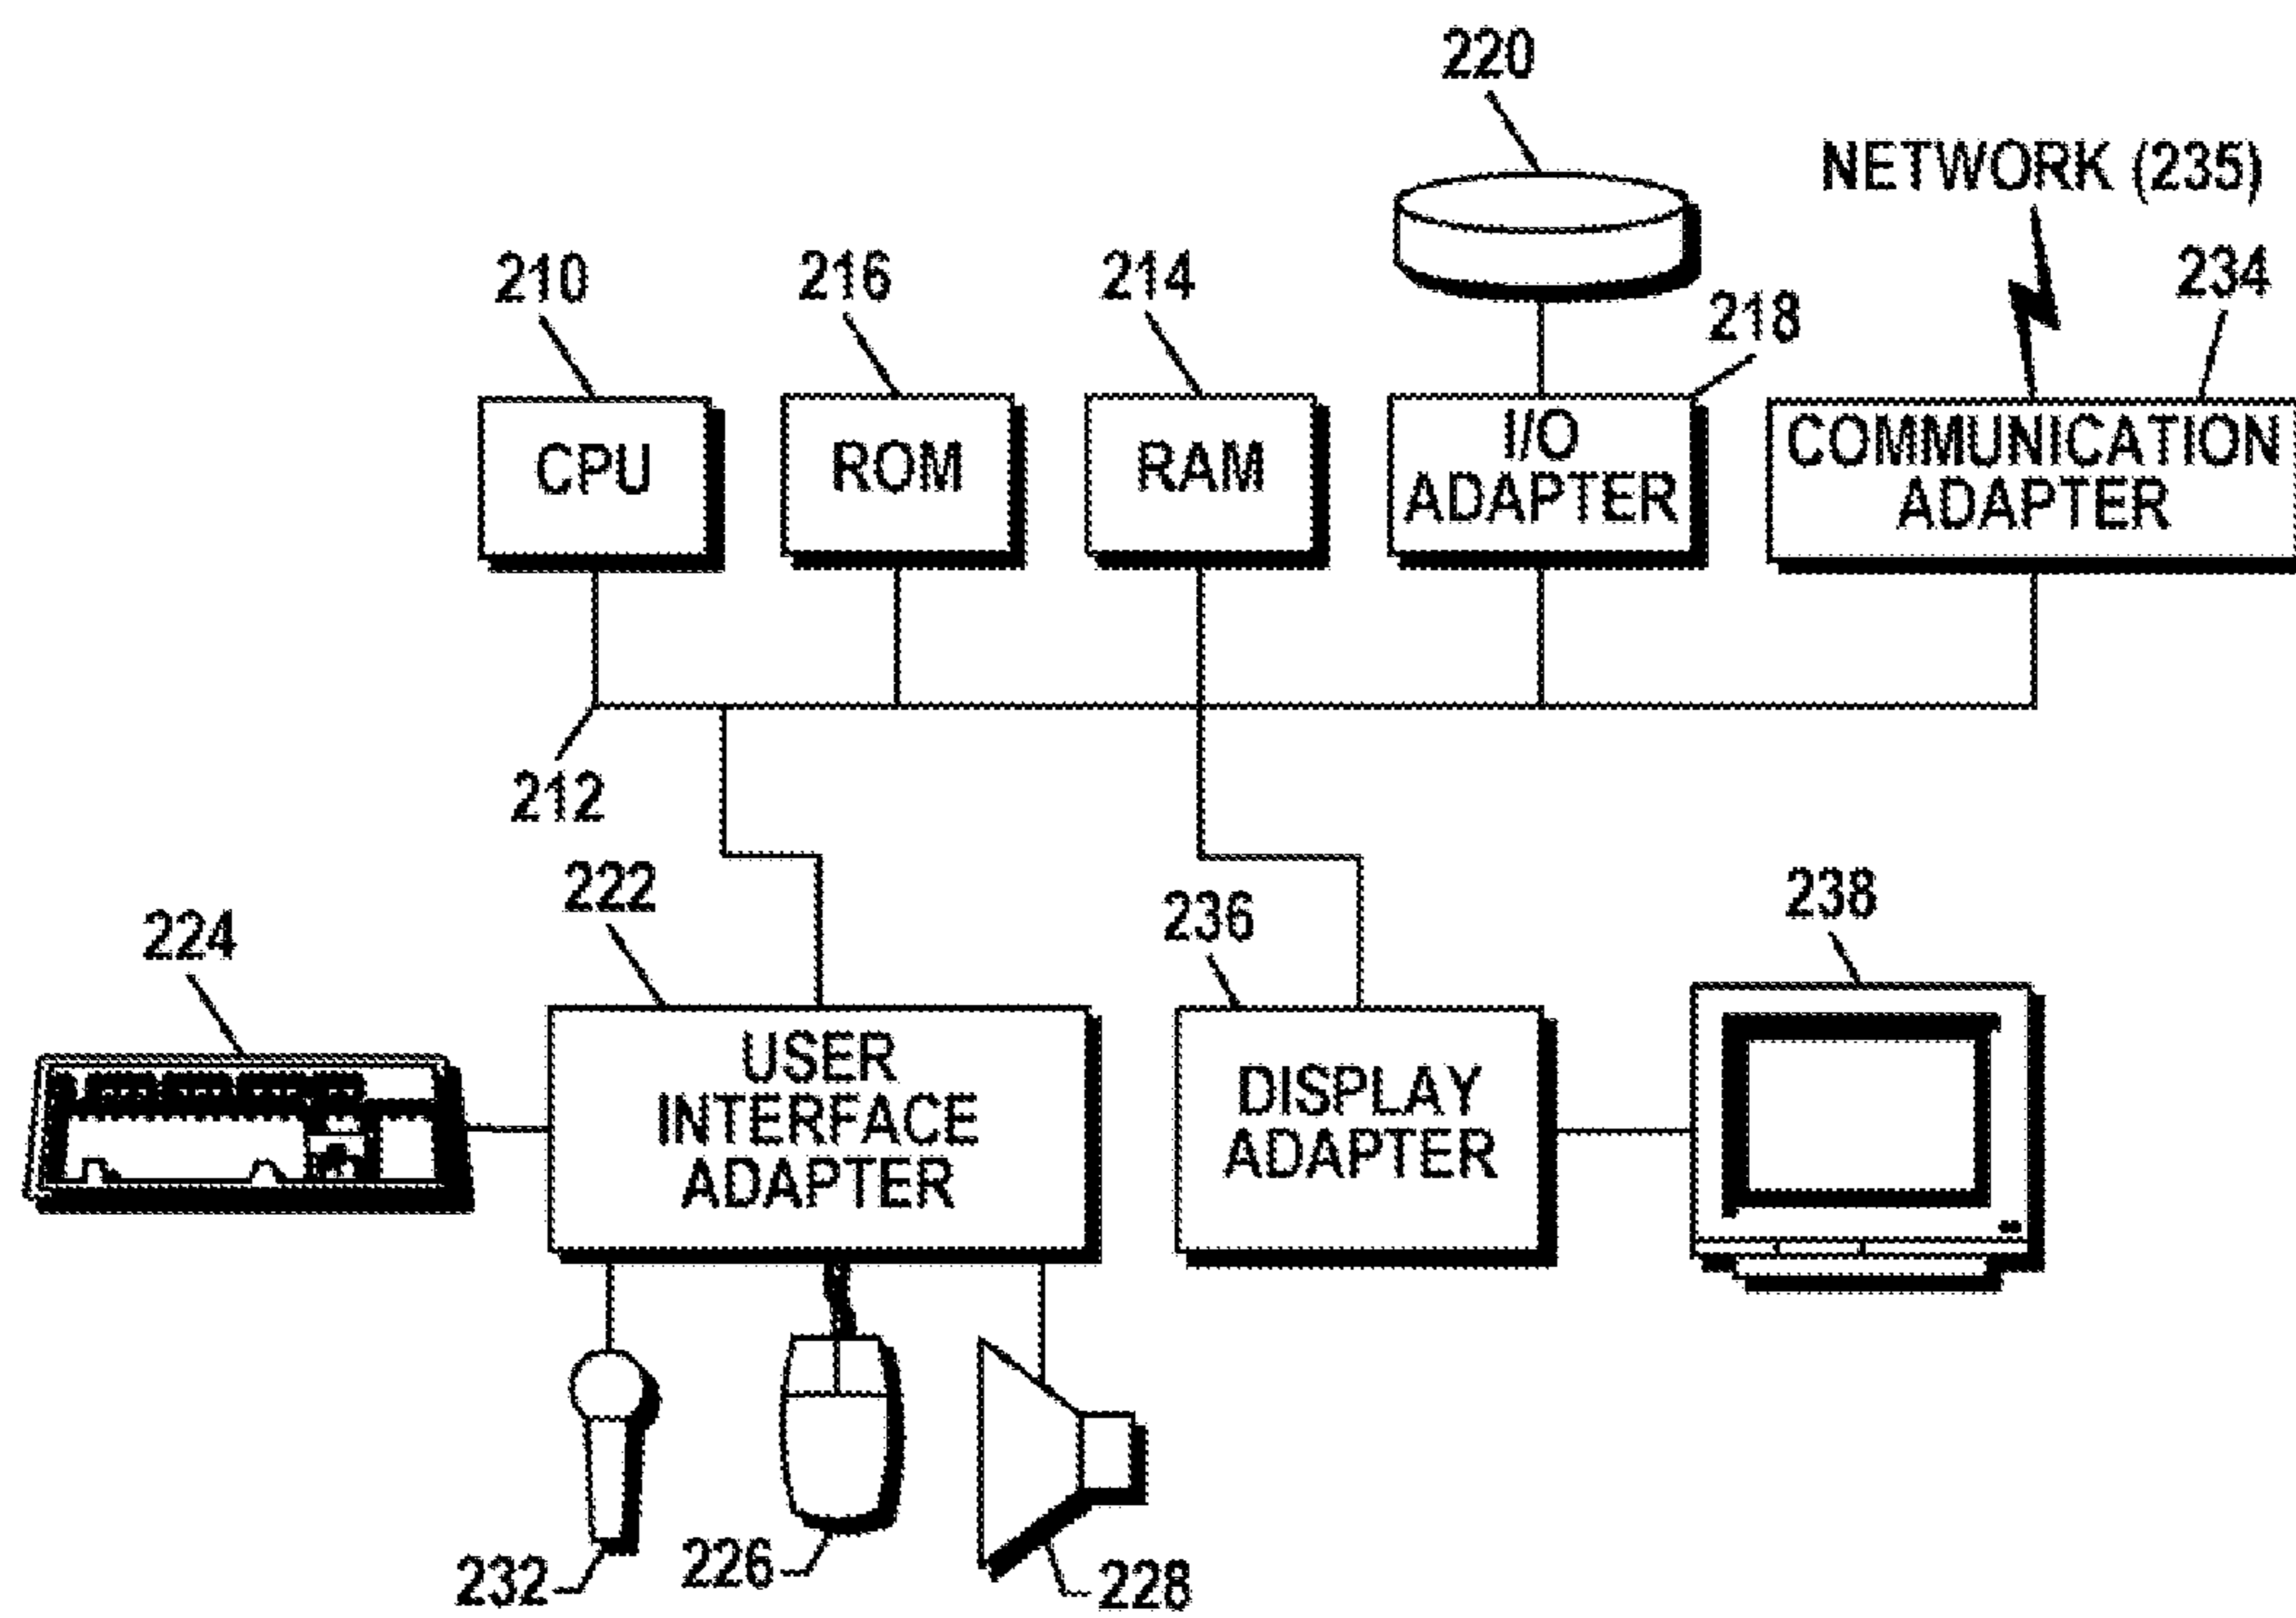 220
NETWORK (235)
210
216
214
218
234
CPU
ROM
RAM
I/O
ADAPTER
COMMUNICATION
ADAPTER
212
222
224
236
238
USER
INTERFACE
ADAPTER
DISPLAY
ADAPTER
232
226
228